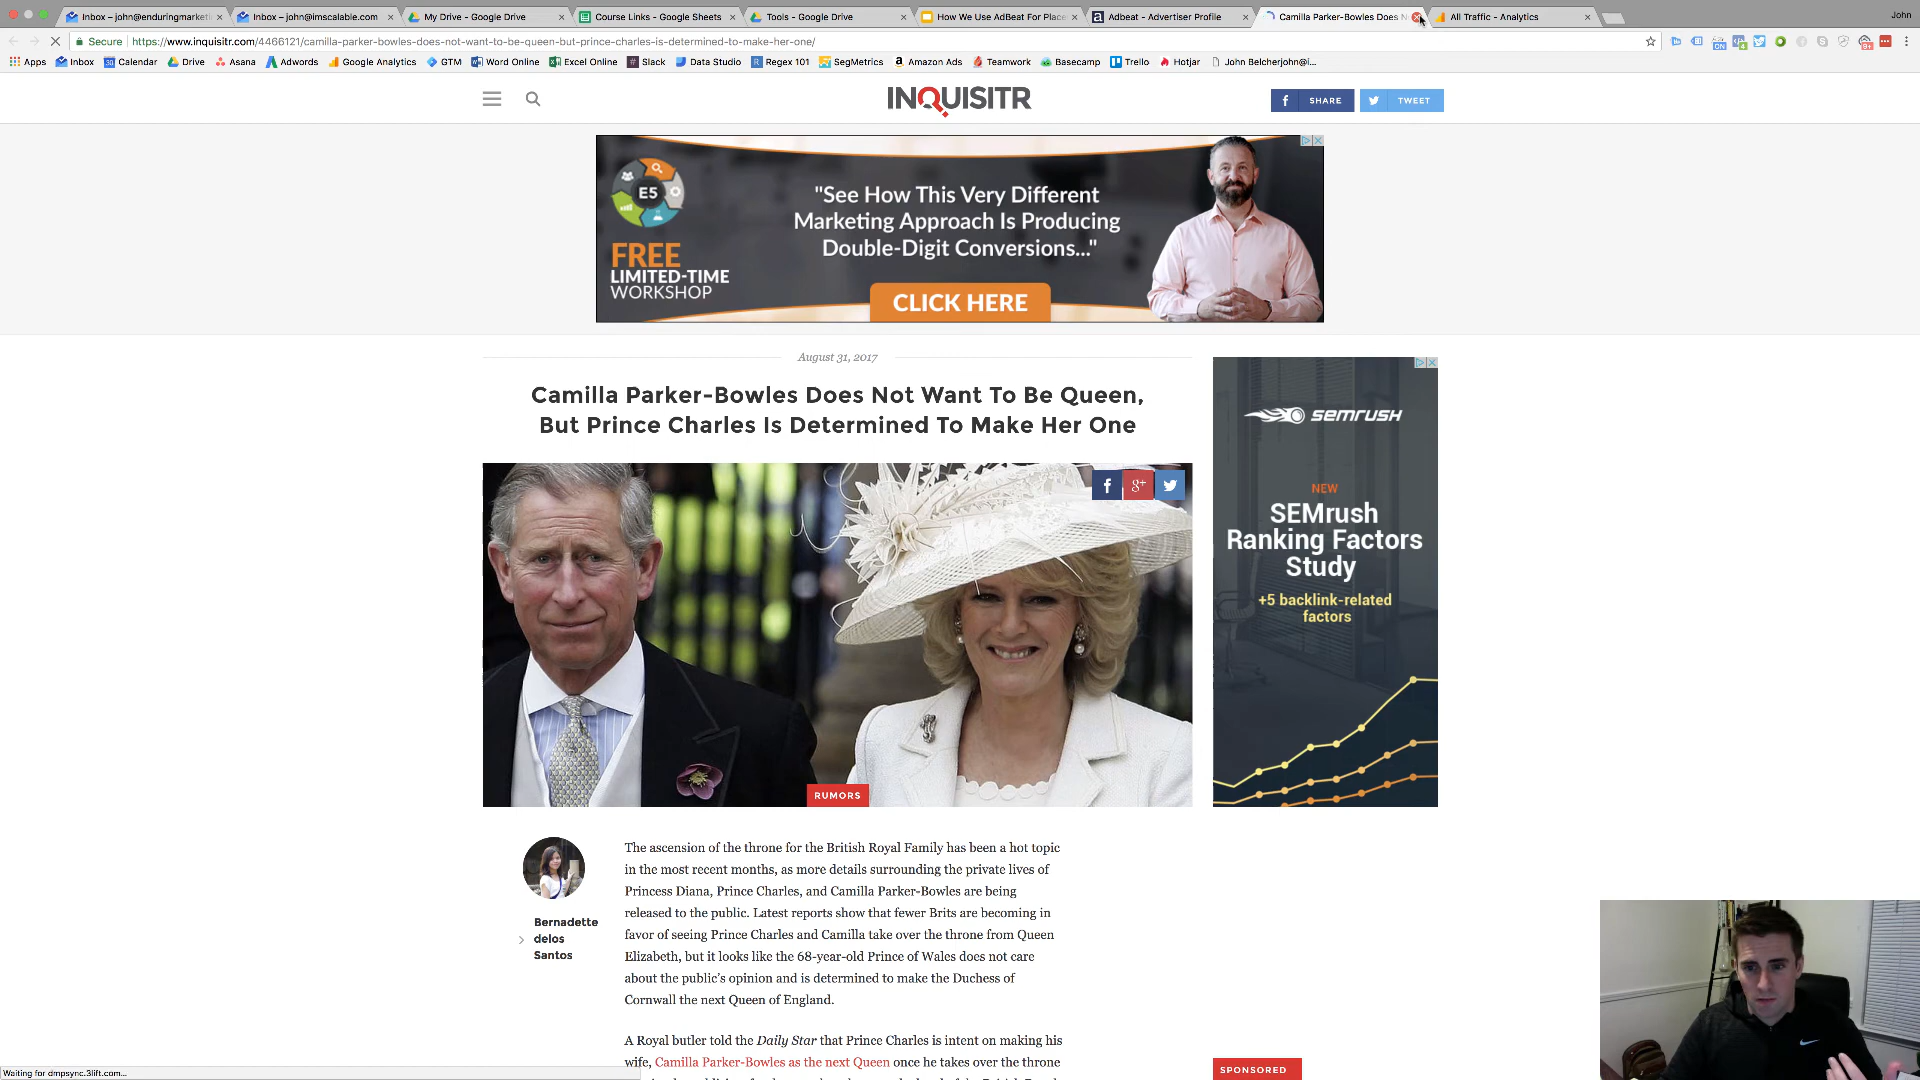 Inbox – john@enduringmarketi
Inbox – john@imscalable.com
My Drive - Google Drive
Course Links - Google Sheets
Tools - Google Drive
How We Use AdBeat For Place
Adbeat - Advertiser Profile
Camilla Parker-Bowles Does N
All Traffic - Analytics
John
Secure
https://www.inquisitr.com/4466121/camilla-parker-bowles-does-not-want-to-be-queen-but-prince-charles-is-determined-to-make-her-one/
Apps Inbox Calendar Drive Asana Adwords Google Analytics GTM Word Online Excel Online Slack Data Studio Regex 101 SegMetrics Amazon Ads Teamwork Basecamp Trello Hotjar John Belcherjohn@i...
INQUISITR
SHARE
TWEET
E5
FREE
LIMITED-TIME
WORKSHOP
"See How This Very Different
Marketing Approach Is Producing
Double-Digit Conversions..."
CLICK HERE
August 31, 2017
Camilla Parker-Bowles Does Not Want To Be Queen,
But Prince Charles Is Determined To Make Her One
RUMORS
semrush
NEW
SEMrush
Ranking Factors
Study
+5 backlink-related
factors
Bernadette
delos
Santos
The ascension of the throne for the British Royal Family has been a hot topic
in the most recent months, as more details surrounding the private lives of
Princess Diana, Prince Charles, and Camilla Parker-Bowles are being
released to the public. Latest reports show that fewer Brits are becoming in
favor of seeing Prince Charles and Camilla take over the throne from Queen
Elizabeth, but it looks like the 68-year-old Prince of Wales does not care
about the public's opinion and is determined to make the Duchess of
Cornwall the next Queen of England.
A Royal butler told the Daily Star that Prince Charles is intent on making his
wife, Camilla Parker-Bowles as the next Queen once he takes over the throne
SPONSORED
Waiting for dmpsync.3lift.com...